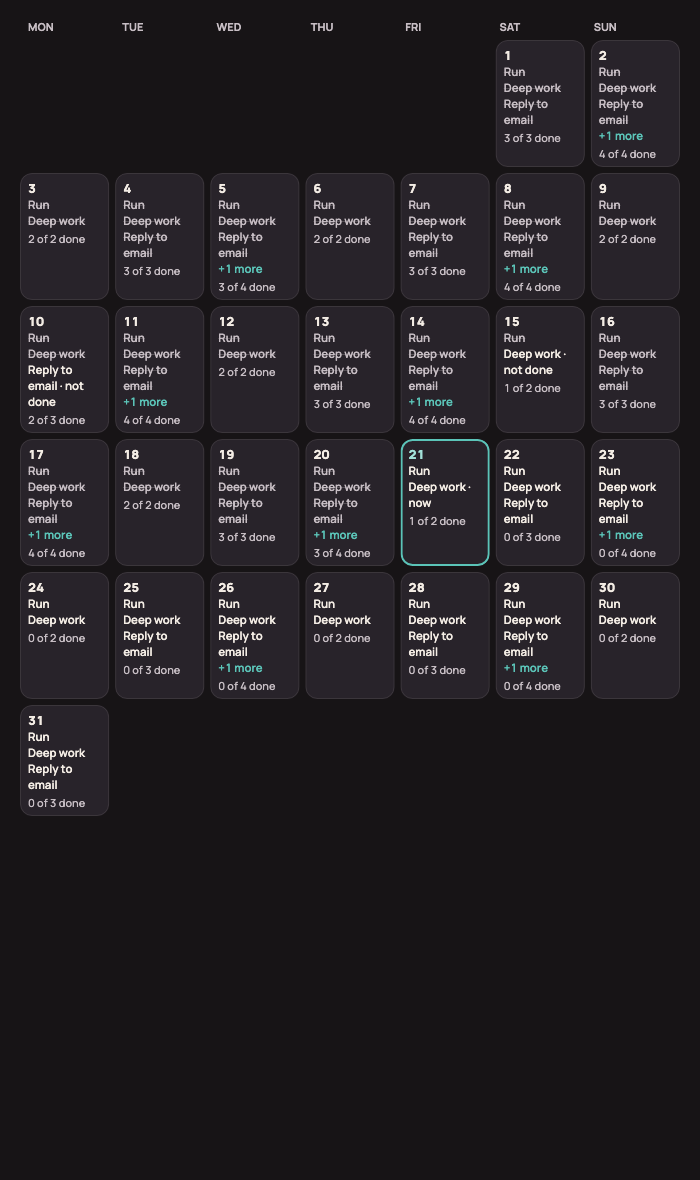 MON TUE WED THU FRI SAT SUN
1
Run
Deep work
Reply to
email
3 of 3 done
2
Run
Deep work
Reply to
email
+1 more
4 of 4 done
3
Run
Deep work
2 of 2 done
4
Run
Deep work
Reply to
email
3 of 3 done
5
Run
Deep work
Reply to
email
+1 more
3 of 4 done
6
Run
Deep work
2 of 2 done
7
Run
Deep work
Reply to
email
3 of 3 done
8
Run
Deep work
Reply to
email
+1 more
4 of 4 done
9
Run
Deep work
2 of 2 done
10
Run
Deep work
Reply to
email · not
done
2 of 3 done
11
Run
Deep work
Reply to
email
+1 more
4 of 4 done
12
Run
Deep work
2 of 2 done
13
Run
Deep work
Reply to
email
3 of 3 done
14
Run
Deep work
Reply to
email
+1 more
4 of 4 done
15
Run
Deep work ·
not done
1 of 2 done
16
Run
Deep work
Reply to
email
3 of 3 done
17
Run
Deep work
Reply to
email
+1 more
4 of 4 done
18
Run
Deep work
2 of 2 done
19
Run
Deep work
Reply to
email
3 of 3 done
20
Run
Deep work
Reply to
email
+1 more
3 of 4 done
21
Run
Deep work ·
now
1 of 2 done
22
Run
Deep work
Reply to
email
0 of 3 done
23
Run
Deep work
Reply to
email
+1 more
0 of 4 done
24
Run
Deep work
0 of 2 done
25
Run
Deep work
Reply to
email
0 of 3 done
26
Run
Deep work
Reply to
email
+1 more
0 of 4 done
27
Run
Deep work
0 of 2 done
28
Run
Deep work
Reply to
email
0 of 3 done
29
Run
Deep work
Reply to
email
+1 more
0 of 4 done
30
Run
Deep work
0 of 2 done
31
Run
Deep work
Reply to
email
0 of 3 done